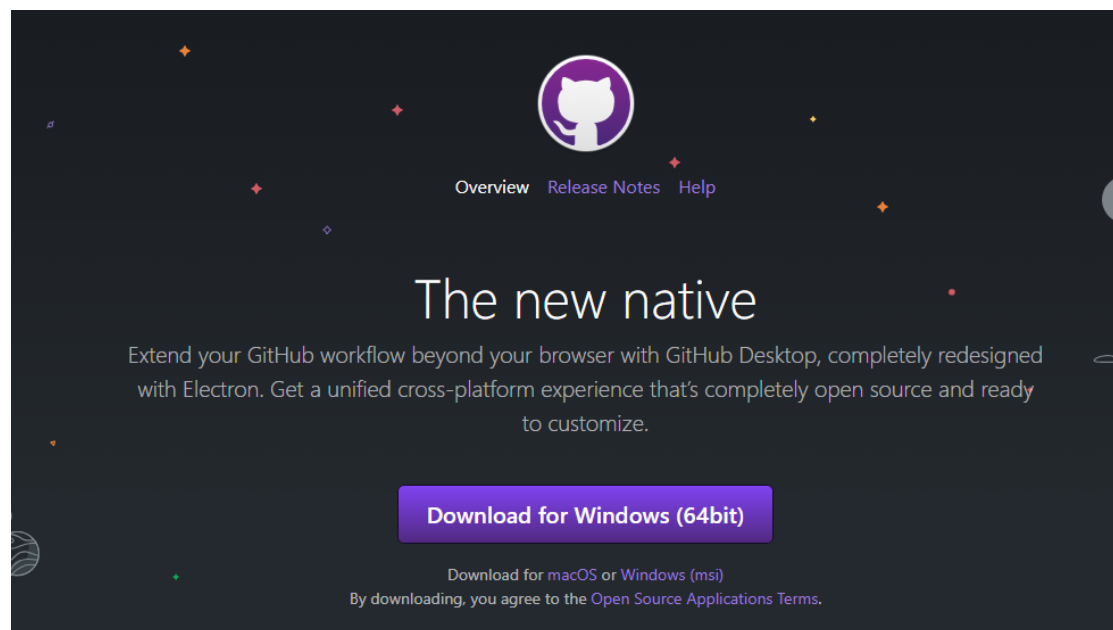 Overview Release Notes Help
The new native
Extend your GitHub workflow beyond your browser with GitHub Desktop, completely redesigned
with Electron. Get a unified cross-platform experience that's completely open source and ready
to customize.
Download for Windows (64bit)
Download for macOS or Windows (msi)
By downloading, you agree to the Open Source Applications Terms.